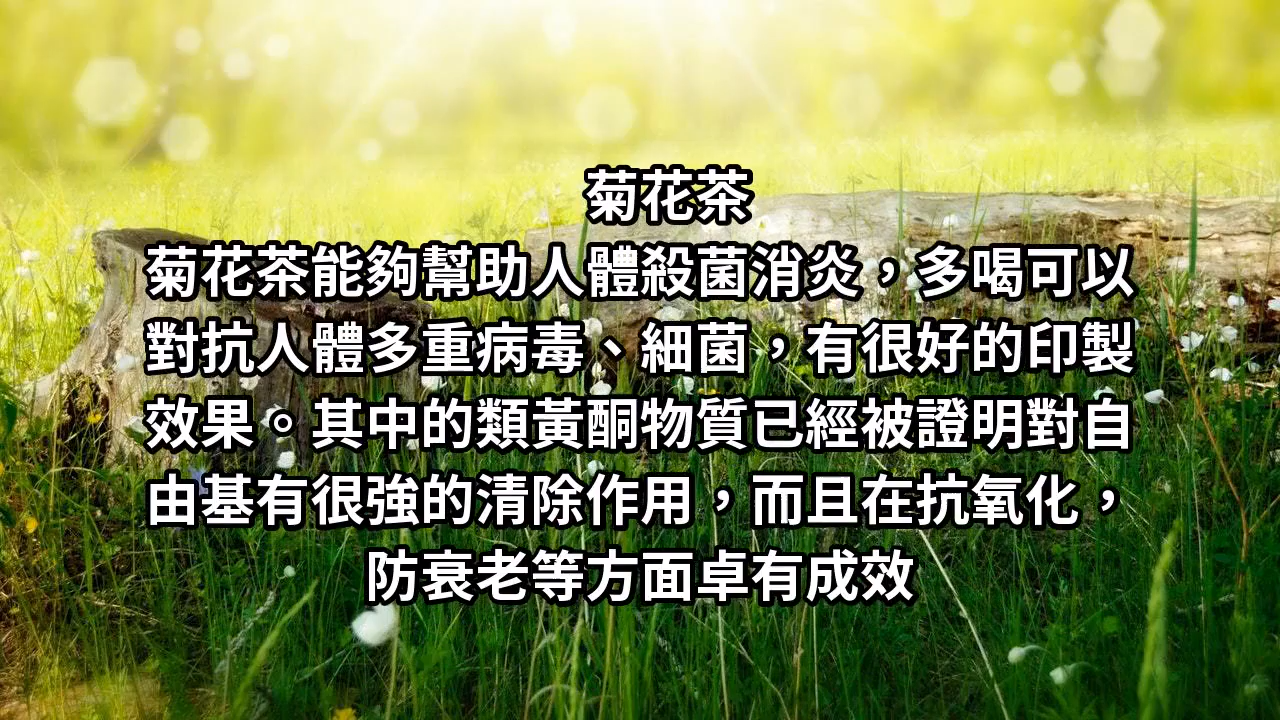 菊花茶
菊花茶能夠幫助人體殺菌消炎，多喝可以
對抗人體多重病毒、細菌，有很好的印製
效果。其中的類黃酮物質已經被證明對自
由基有很強的清除作用，而且在抗氧化，
防衰老等方面卓有成效